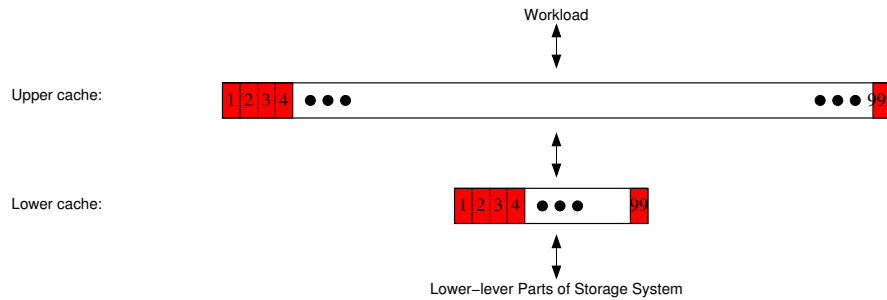 Workload
Upper cache:
1 2 3 4 ••• ••• 99
Lower cache:
1 2 3 4 ••• 99
Lower−lever Parts of Storage System